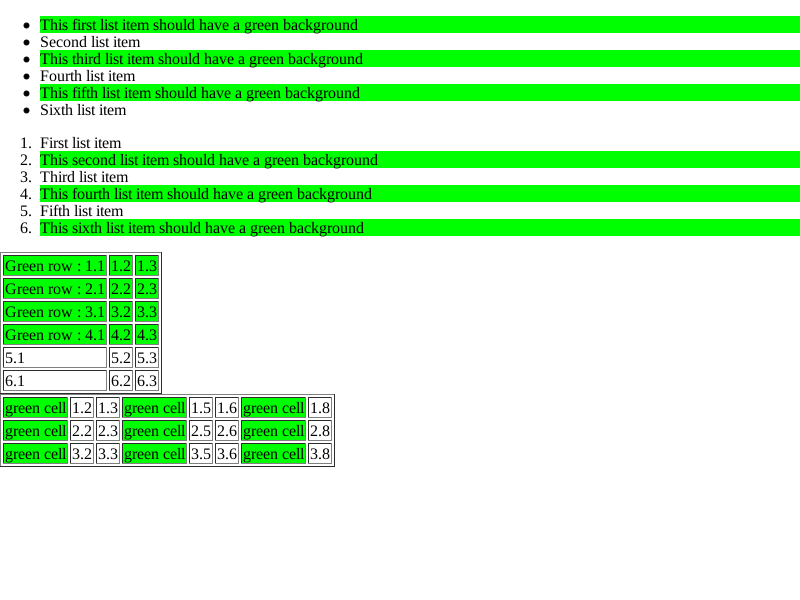 This first list item should have a green background
Second list item
This third list item should have a green background
Fourth list item
This fifth list item should have a green background
Sixth list item
1. First list item
2. This second list item should have a green background
3. Third list item
4. This fourth list item should have a green background
5. Fifth list item
6. This sixth list item should have a green background
Green row : 1.1 1.2 1.3
Green row : 2.1 2.2 2.3
Green row : 3.1 3.2 3.3
Green row : 4.1 4.2 4.3
5.1 5.2 5.3
6.1 6.2 6.3
green cell 1.2 1.3 green cell 1.5 1.6 green cell 1.8
green cell 2.2 2.3 green cell 2.5 2.6 green cell 2.8
green cell 3.2 3.3 green cell 3.5 3.6 green cell 3.8